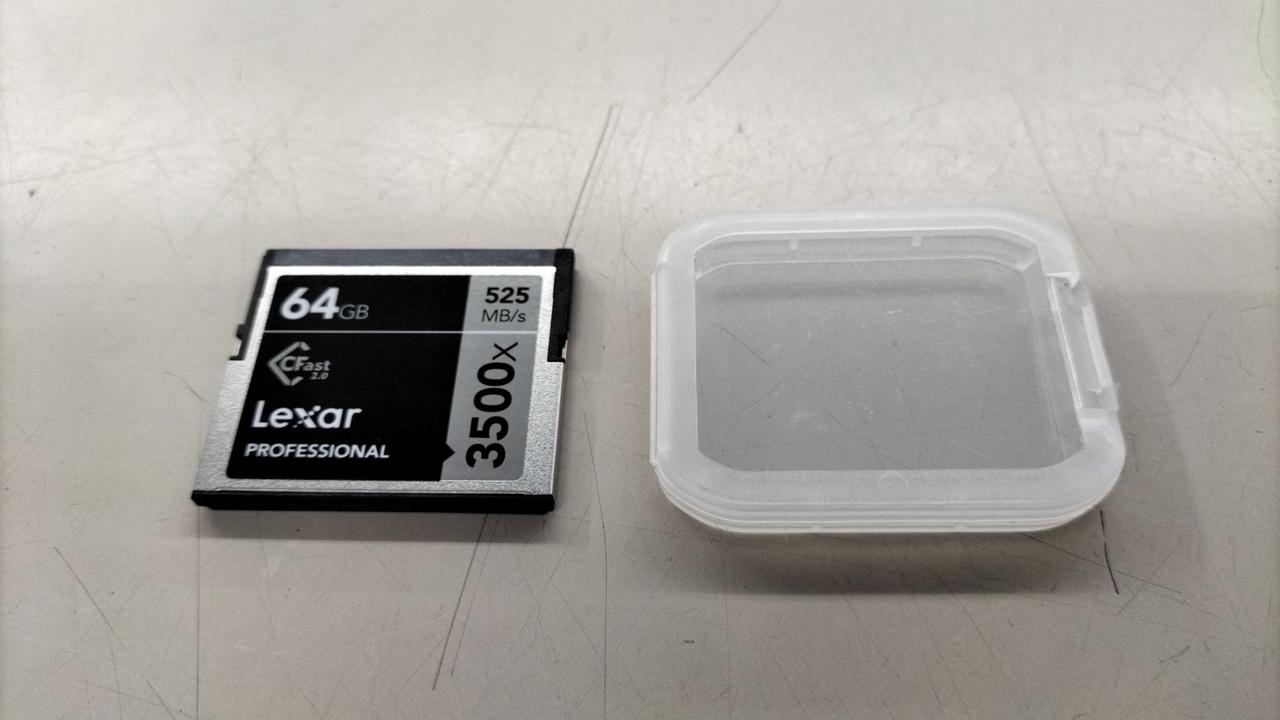 64GB
525
MB/s
CFast
2.0
Lexar
PROFESSIONAL
3500x